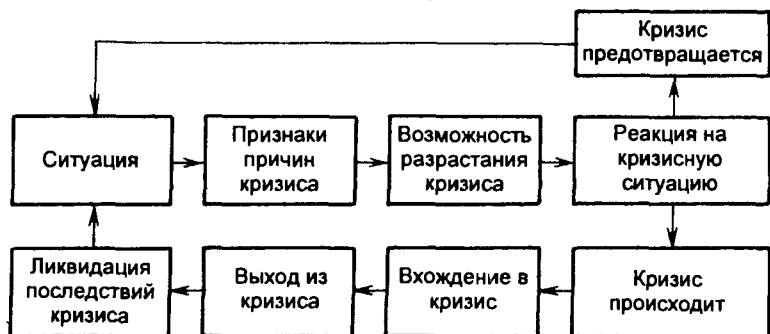 Кризис
предотвращается
Ситуация
Признаки
причин
кризиса
Возможность
разрастания
кризиса
Реакция на
кризисную
ситуацию
Ликвидация
последствий
кризиса
Выход из
кризиса
Вхождение в
кризис
Кризис
происходит